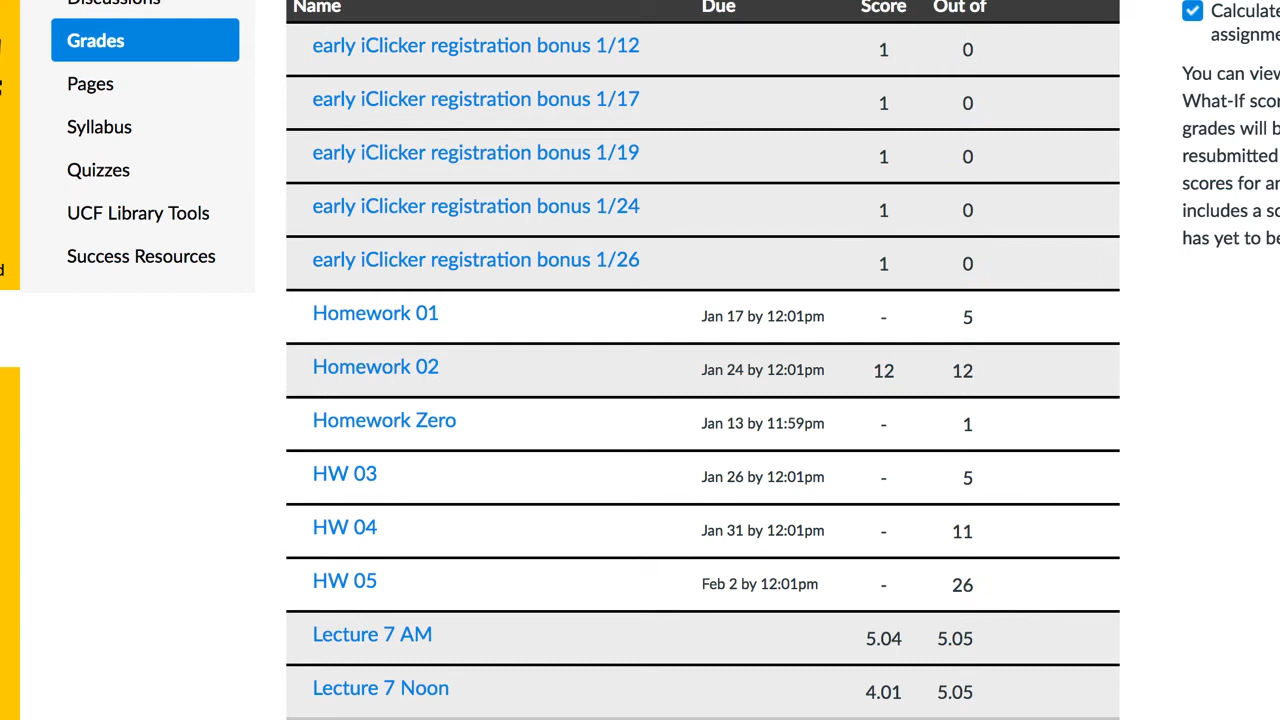 Discussions
Grades
Pages
Syllabus
Quizzes
UCF Library Tools
Success Resources
d
Name Due Score Out of
early iClicker registration bonus 1/12 1 0
early iClicker registration bonus 1/17 1 0
early iClicker registration bonus 1/19 1 0
early iClicker registration bonus 1/24 1 0
early iClicker registration bonus 1/26 1 0
Homework 01 Jan 17 by 12:01pm - 5
Homework 02 Jan 24 by 12:01pm 12 12
Homework Zero Jan 13 by 11:59pm - 1
HW 03 Jan 26 by 12:01pm - 5
HW 04 Jan 31 by 12:01pm - 11
HW 05 Feb 2 by 12:01pm - 26
Lecture 7 AM 5.04 5.05
Lecture 7 Noon 4.01 5.05
Calculate
assignme
You can view
What-If scor
grades will b
resubmitted
scores for an
includes a sc
has yet to be